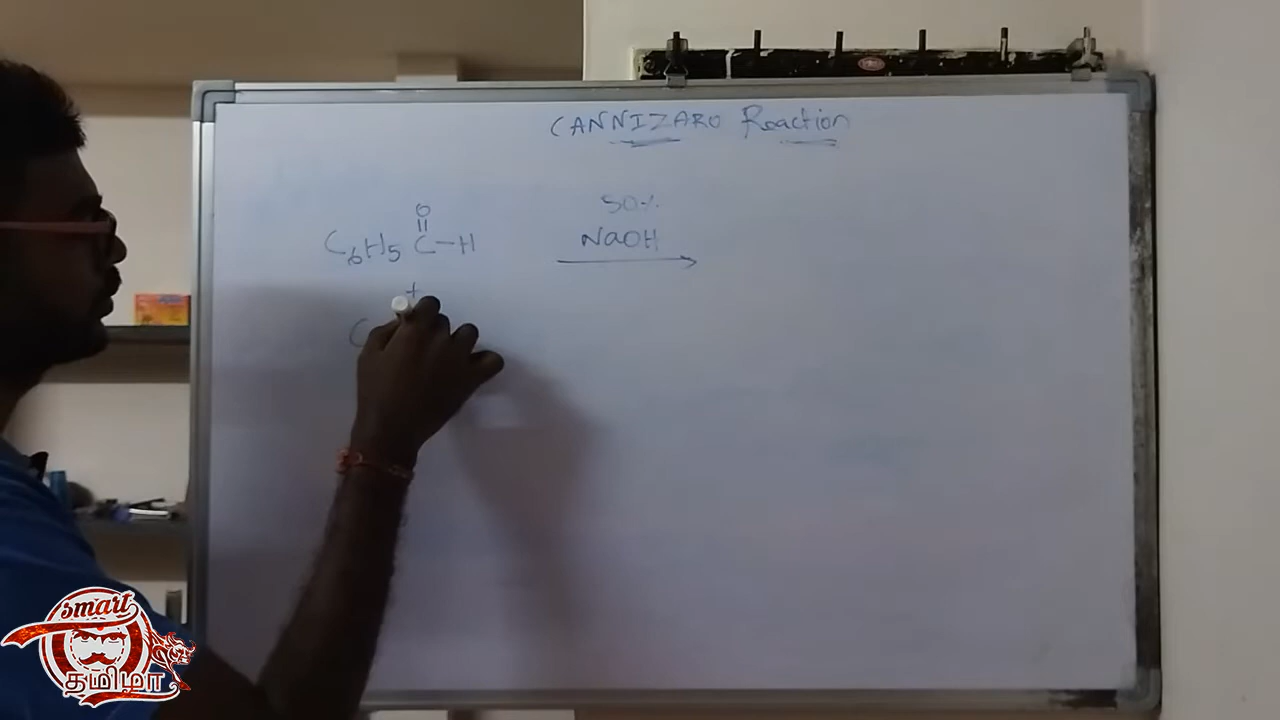 CANNIZARO Reaction
O
C6H5 C-H
50%
NaOH
+
C
smart
தமிழா